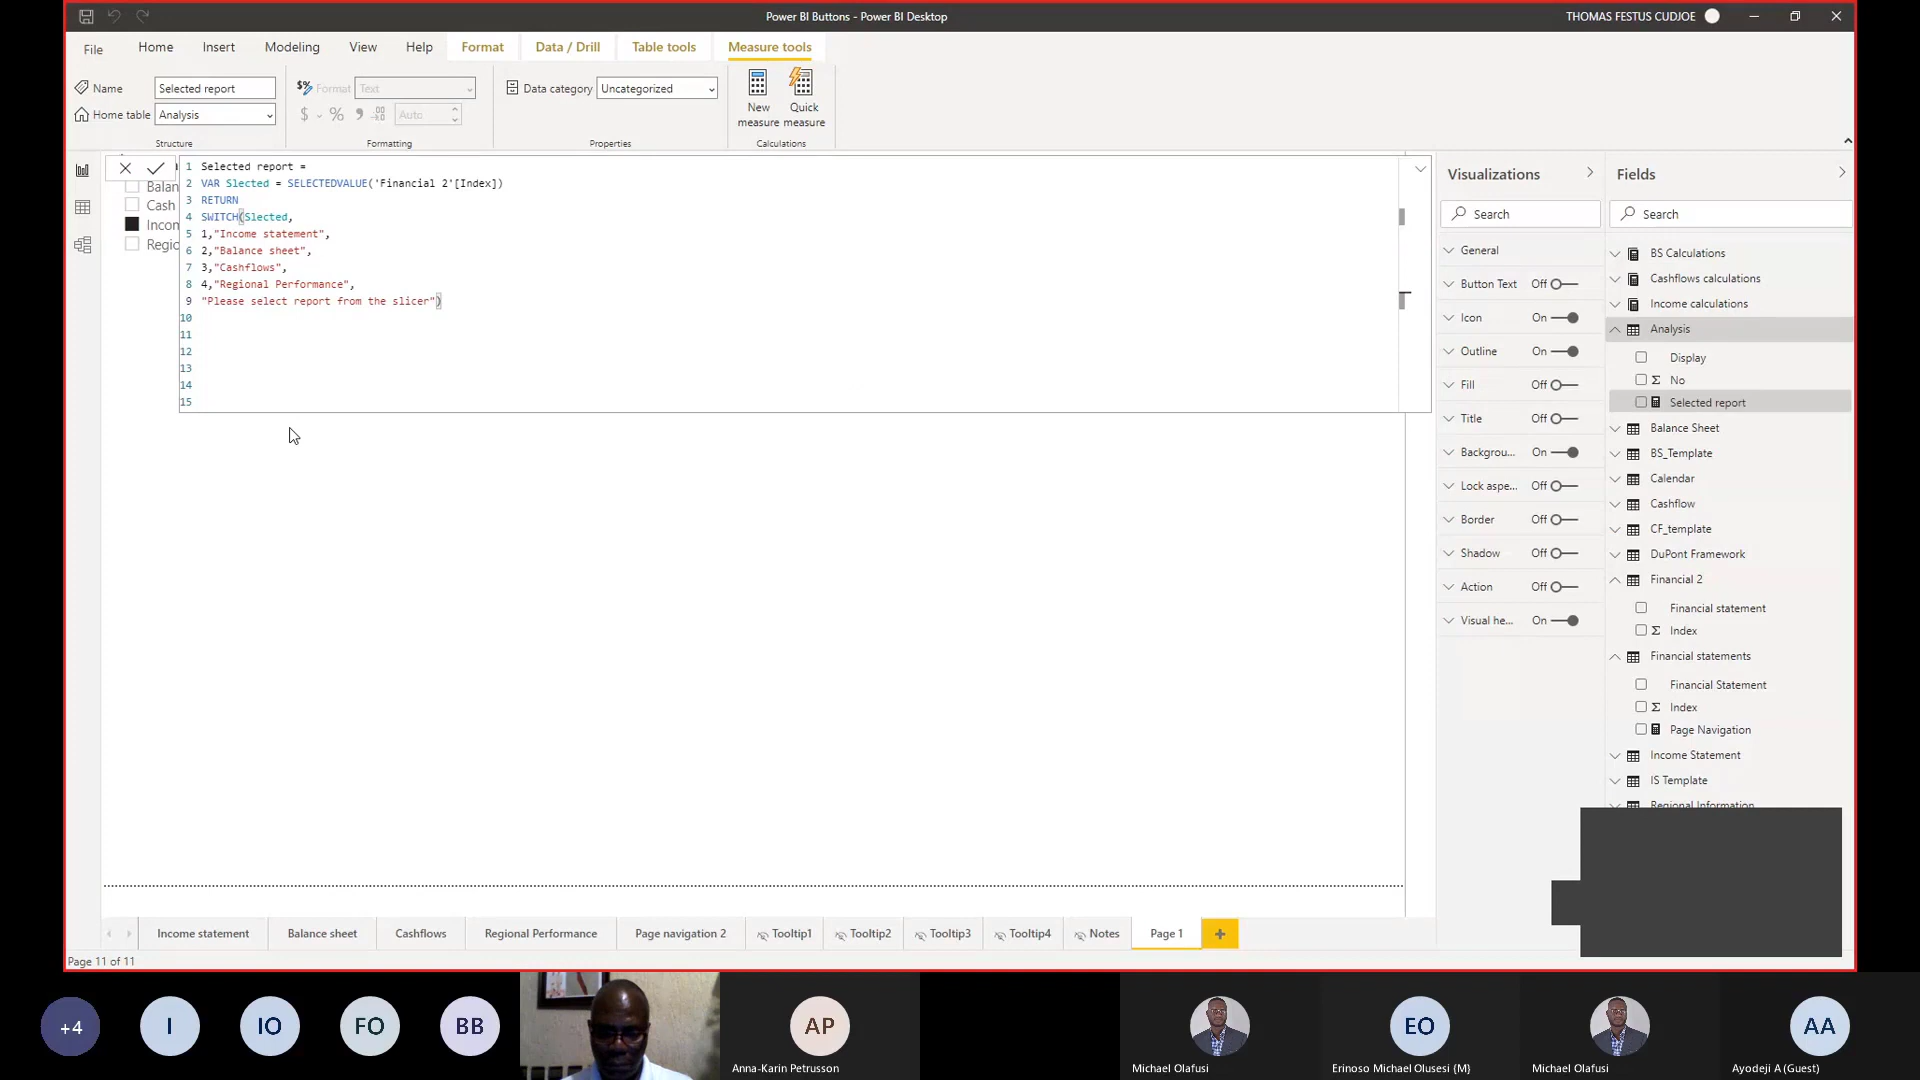 Power BI Buttons - Power BI Desktop
THOMAS FESTUS CUDJOE
File Home Insert Modeling View Help Format Data / Drill Table tools Measure tools
Name Selected report
Format Text
Data category Uncategorized
New measure
Quick measure
Home table Analysis
$ % 9 Auto
Structure Formatting Properties Calculations
1 Selected report =
2 VAR Slected = SELECTEDVALUE('Financial 2'[Index])
3 RETURN
4 SWITCH(Slected,
5 1,"Income statement",
6 2,"Balance sheet",
7 3,"Cashflows",
8 4,"Regional Performance",
9 "Please select report from the slicer")
10
11
12
13
14
15
Balan
Cash
Incom
Regio
Visualizations
Search
General
Button Text Off
Icon On
Outline On
Fill Off
Title Off
Backgrou... On
Lock aspe... Off
Border Off
Shadow Off
Action Off
Visual he... On
Fields
Search
BS Calculations
Cashflows calculations
Income calculations
Analysis
Display
Σ No
Selected report
Balance Sheet
BS_Template
Calendar
Cashflow
CF_template
DuPont Framework
Financial 2
Financial statement
Σ Index
Financial statements
Financial Statement
Σ Index
Page Navigation
Income Statement
IS Template
Regional Information
Income statement Balance sheet Cashflows Regional Performance Page navigation 2 Tooltip1 Tooltip2 Tooltip3 Tooltip4 Notes Page 1 +
Page 11 of 11
+4 I IO FO BB AP EO AA
Anna-Karin Petrusson
Michael Olafusi
Erinoso Michael Olusesi (M)
Michael Olafusi
Ayodeji A (Guest)